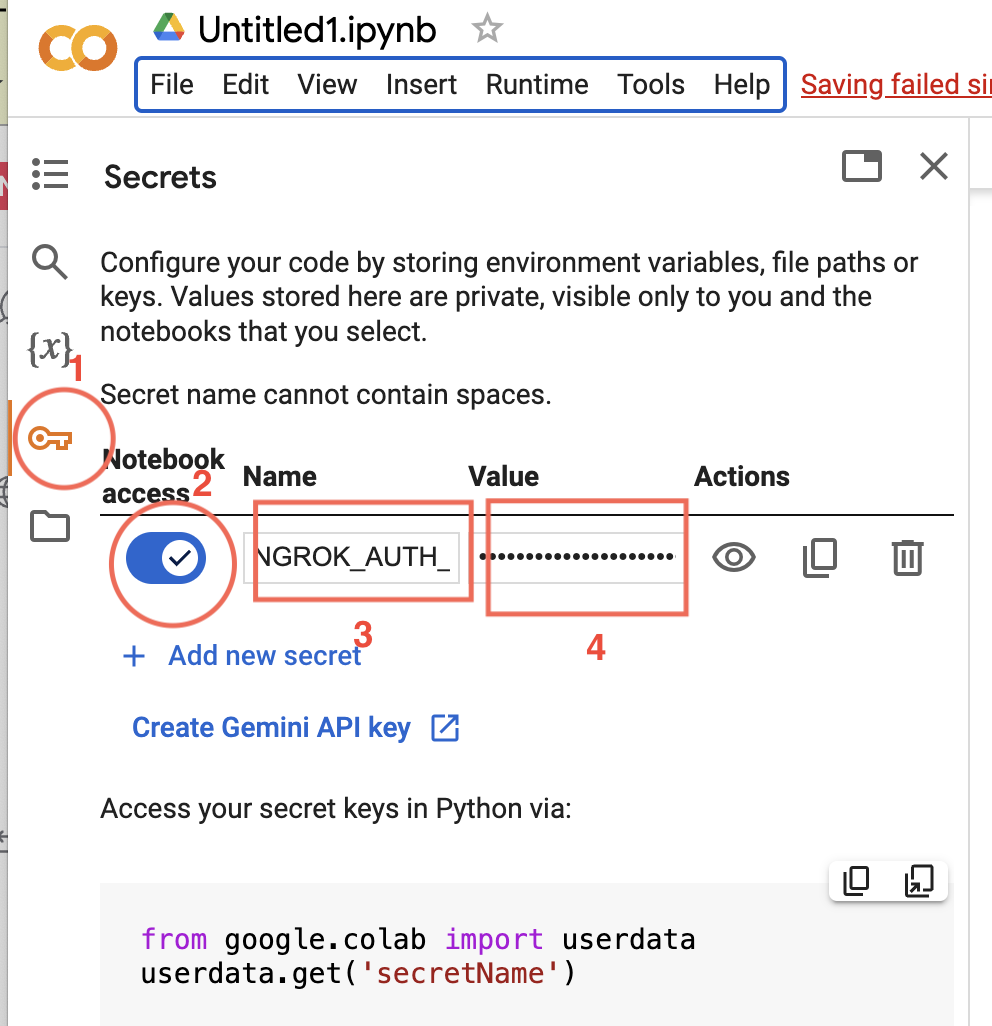 Untitled1.ipynb
File Edit View Insert Runtime Tools Help Saving failed
Secrets
Configure your code by storing environment variables, file paths or
keys. Values stored here are private, visible only to you and the
notebooks that you select.
{x}
1
Secret name cannot contain spaces.
Notebook
access
2
Name Value Actions
NGROK_AUTH_
3
4
+ Add new secret
Create Gemini API key
Access your secret keys in Python via:
from google.colab import userdata
userdata.get('secretName')